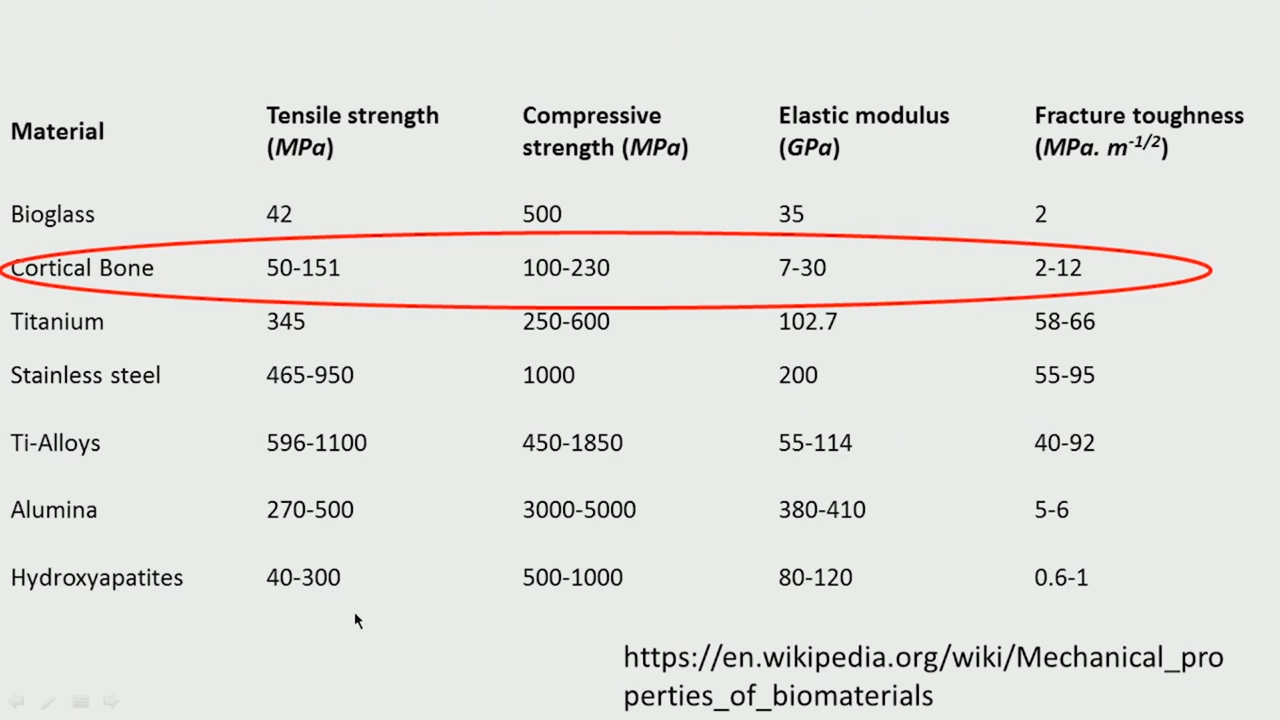 Material Tensile strength (MPa) Compressive strength (MPa) Elastic modulus (GPa) Fracture toughness (MPa. m-1/2)
Bioglass 42 500 35 2
Cortical Bone 50-151 100-230 7-30 2-12
Titanium 345 250-600 102.7 58-66
Stainless steel 465-950 1000 200 55-95
Ti-Alloys 596-1100 450-1850 55-114 40-92
Alumina 270-500 3000-5000 380-410 5-6
Hydroxyapatites 40-300 500-1000 80-120 0.6-1
https://en.wikipedia.org/wiki/Mechanical_pro
perties_of_biomaterials